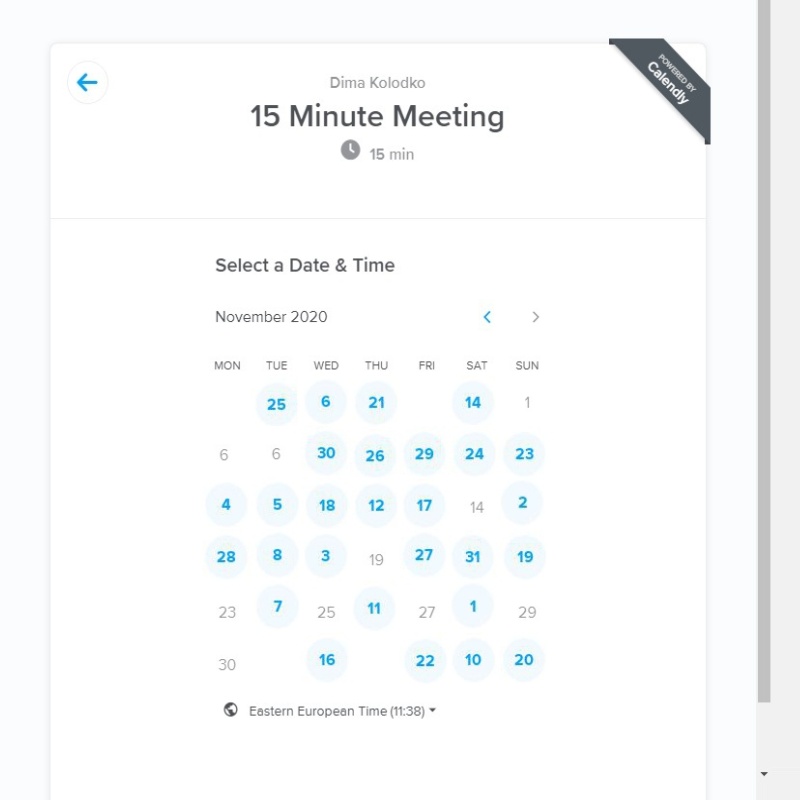 Dima Kolodko
15 Minute Meeting
15 min
POWERED BY
Calendly
Select a Date & Time
November 2020
MON TUE WED THU FRI SAT SUN
25 6 21 14 1
6 6 30 26 29 24 23
4 5 18 12 17 14 2
28 8 3 19 27 31 19
23 7 25 11 27 1 29
30 16 22 10 20
Eastern European Time (11:38)